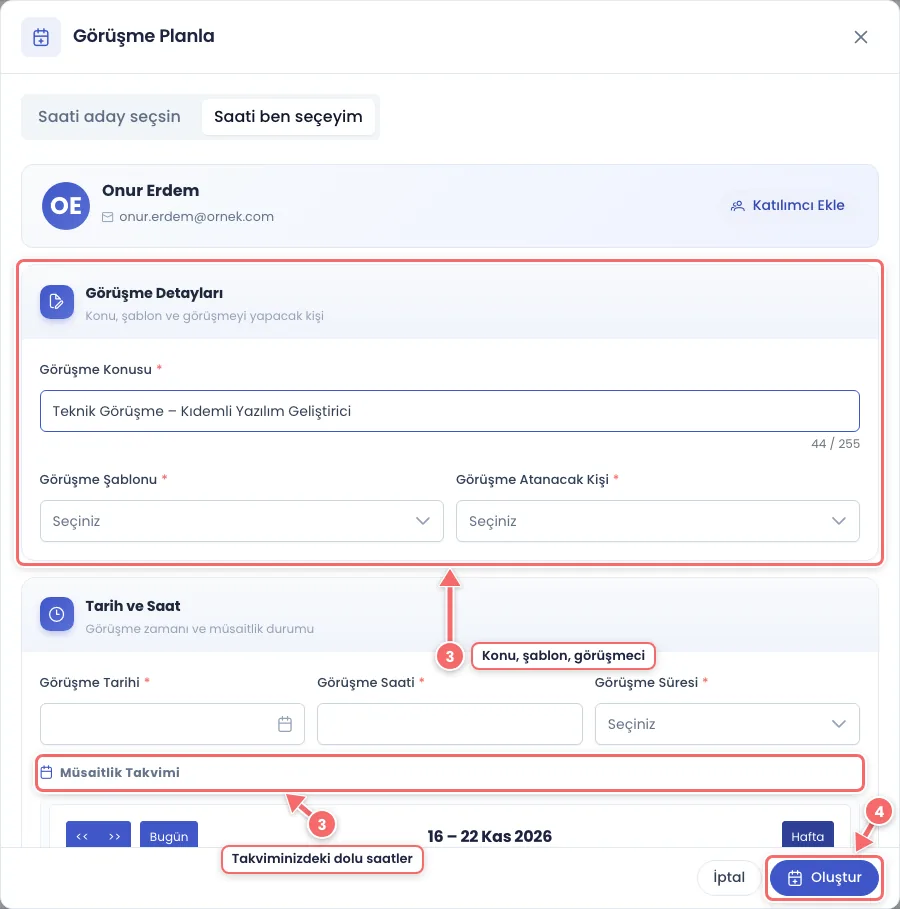 Görüşme Planla
Saati aday seçsin
Saati ben seçeyim
OE
Onur Erdem
onur.erdem@ornek.com
Katılımcı Ekle
Görüşme Detayları
Konu, şablon ve görüşmeyi yapacak kişi
Görüşme Konusu *
Teknik Görüşme – Kıdemli Yazılım Geliştirici
44 / 255
Görüşme Şablonu *
Görüşme Atanacak Kişi *
Seçiniz
Seçiniz
Tarih ve Saat
Görüşme zamanı ve müsaitlik durumu
3
Konu, şablon, görüşmeci
Görüşme Tarihi *
Görüşme Saati *
Görüşme Süresi *
Seçiniz
Müsaitlik Takvimi
<< >>
Bugün
16 – 22 Kas 2026
Hafta
3
4
Takviminizdeki dolu saatler
İptal
Oluştur